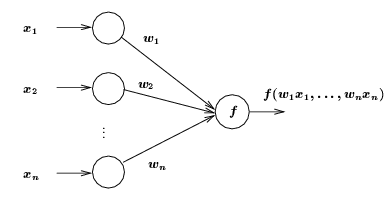 x₁
w₁
x₂
w₂
f
f(w₁x₁, . . . , wₙxₙ)
⋮
xₙ
wₙ